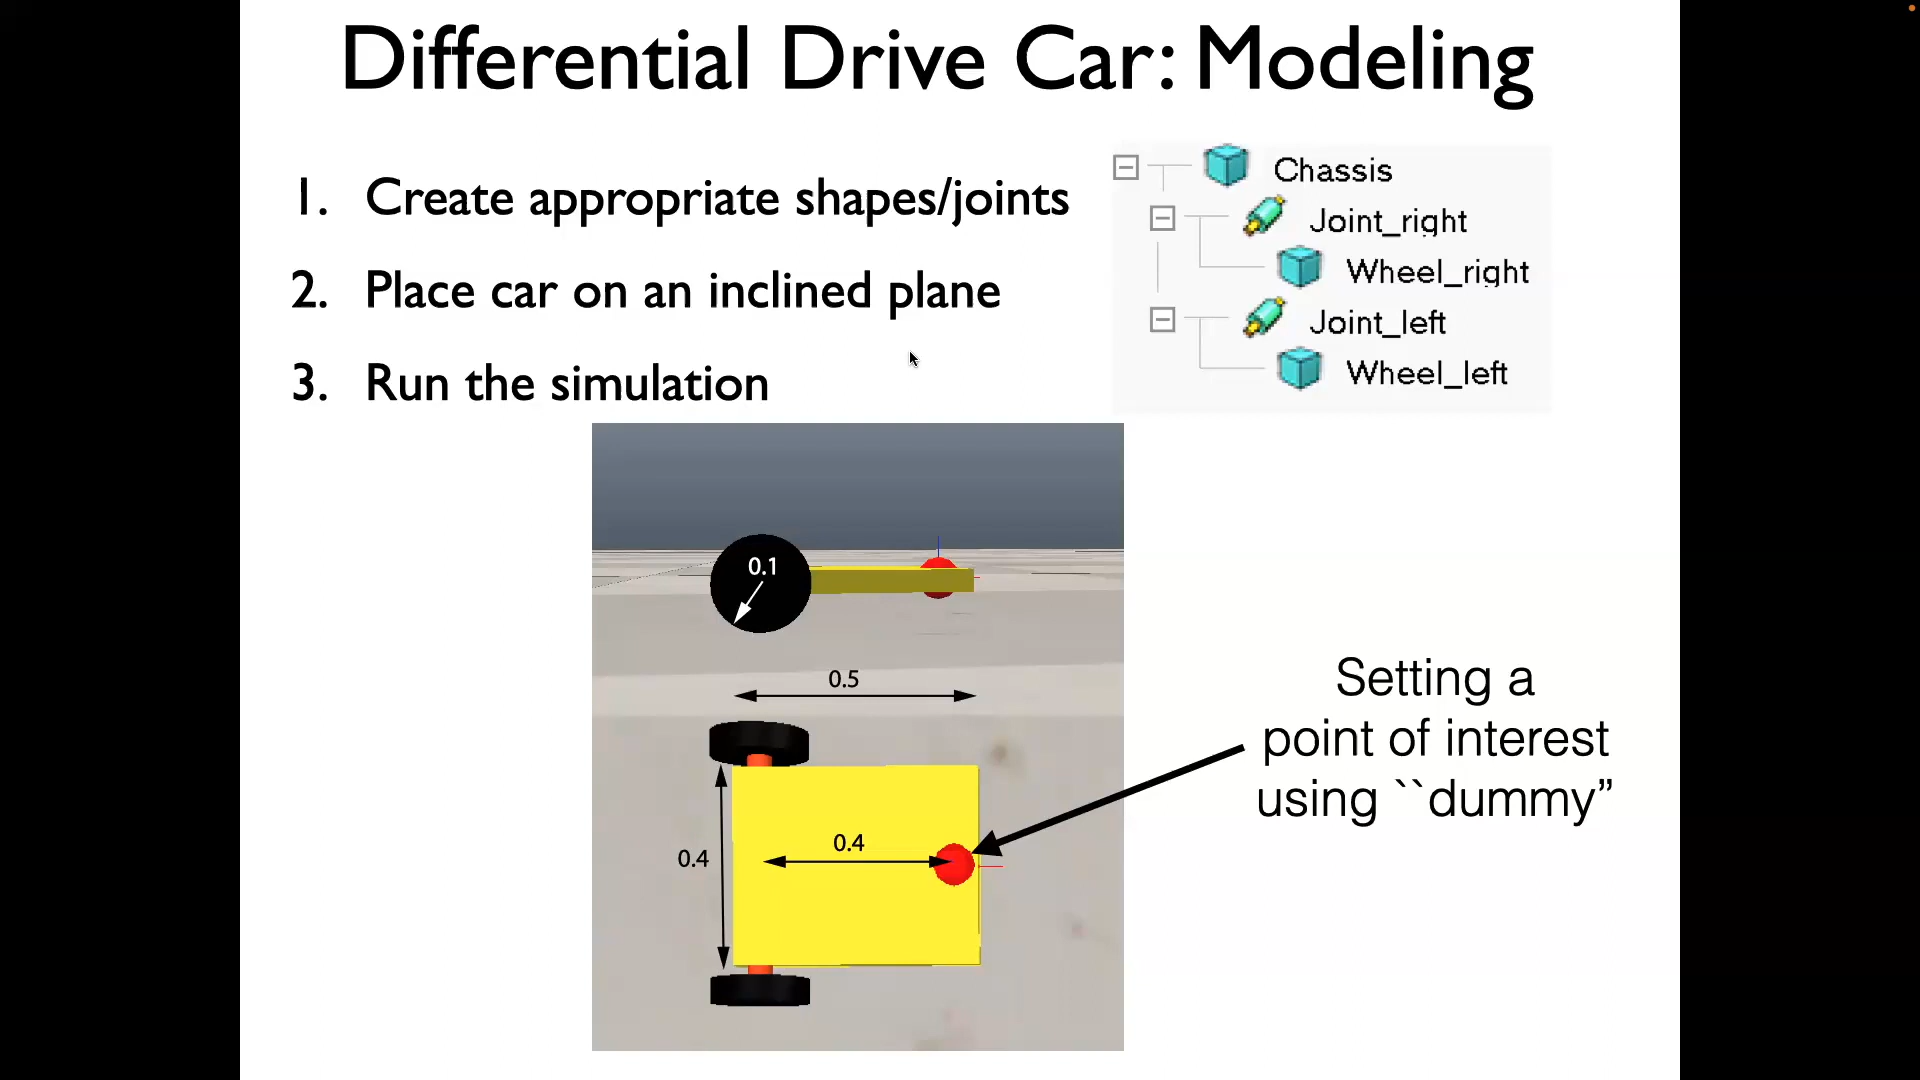 Differential Drive Car: Modeling
1. Create appropriate shapes/joints
2. Place car on an inclined plane
3. Run the simulation
Chassis
Joint_right
Wheel_right
Joint_left
Wheel_left
0.1
0.5
0.4
0.4
Setting a
point of interest
using ``dummy”